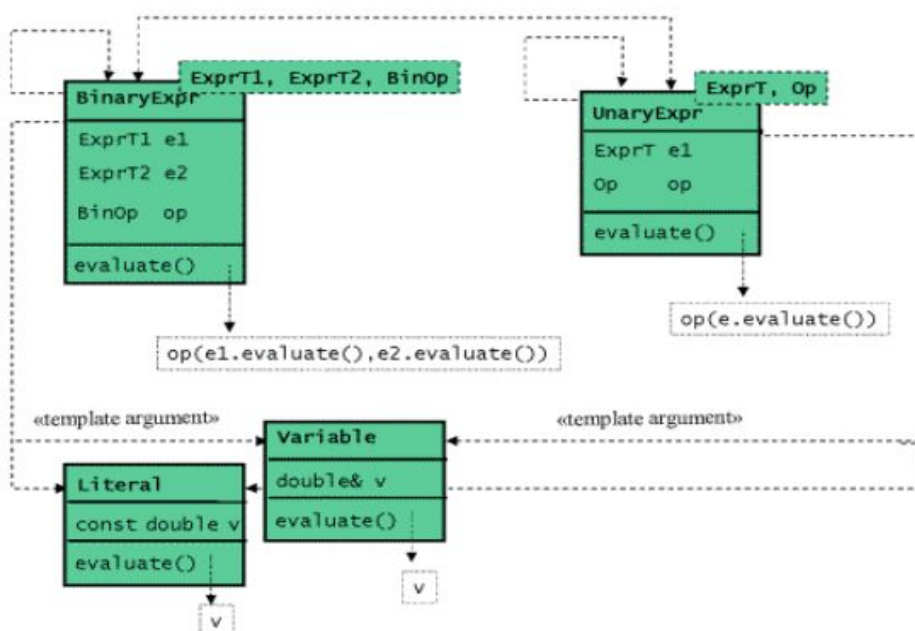 ExprT1, ExprT2, BinOp
BinaryExpr
ExprT1 e1
ExprT2 e2
BinOp op
evaluate()
op(e1.evaluate(),e2.evaluate())
ExprT, Op
UnaryExpr
ExprT e1
Op op
evaluate()
op(e.evaluate())
«template argument»
«template argument»
Variable
double& v
evaluate()
v
Literal
const double v
evaluate()
v